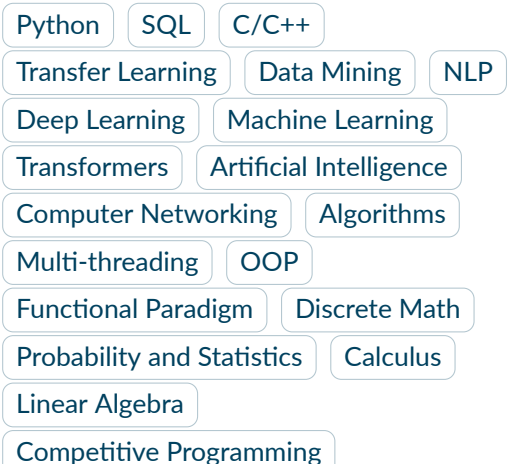 Python SQL C/C++
Transfer Learning Data Mining NLP
Deep Learning Machine Learning
Transformers Artificial Intelligence
Computer Networking Algorithms
Multi-threading OOP
Functional Paradigm Discrete Math
Probability and Statistics Calculus
Linear Algebra
Competitive Programming